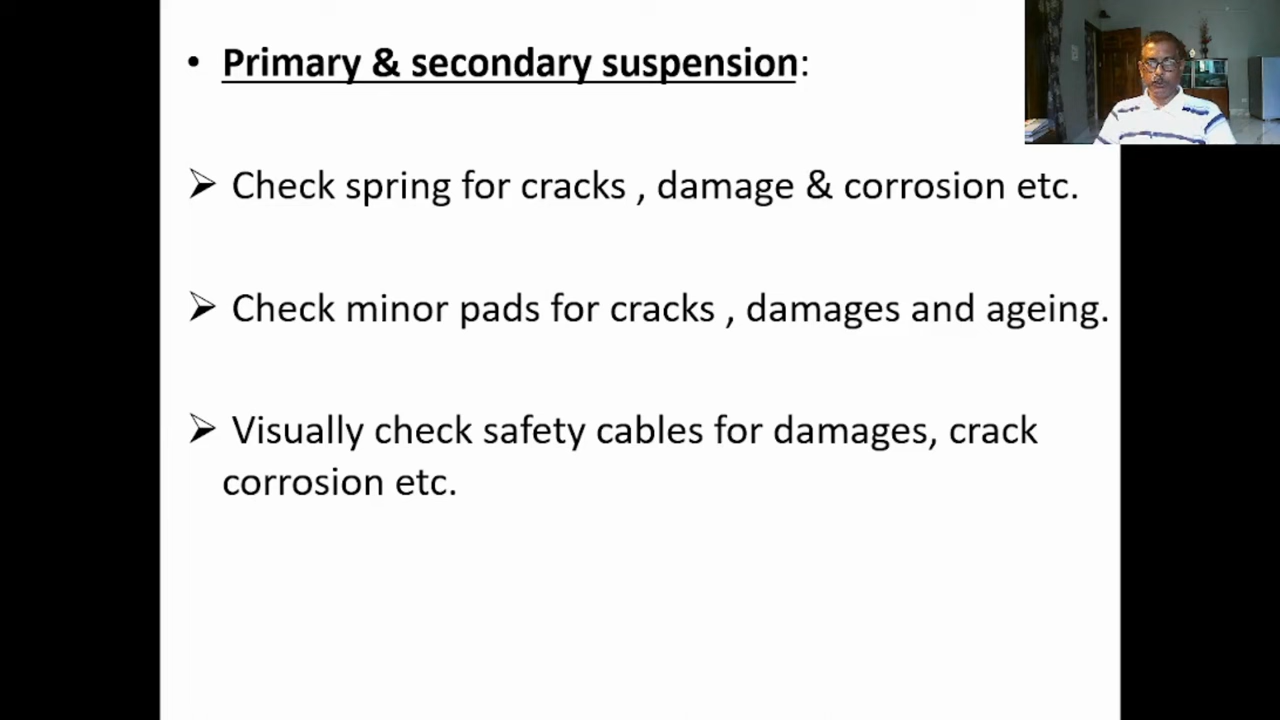 • Primary & secondary suspension:
➢ Check spring for cracks , damage & corrosion etc.
➢ Check minor pads for cracks , damages and ageing.
➢ Visually check safety cables for damages, crack
corrosion etc.